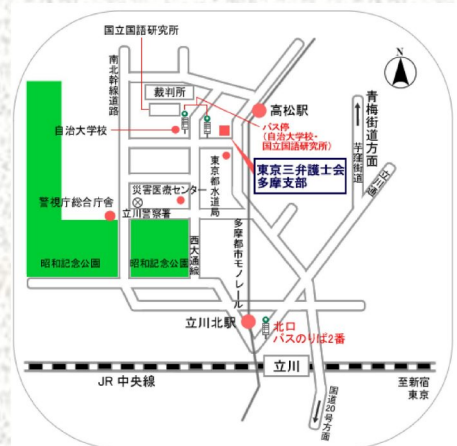 国立国語研究所
南北幹線道路
裁判所
高松駅
バス停
(自治大学校・
国立国語研究所)
自治大学校
東京三弁護士会
多摩支部
N
青梅街道方面
芋窪街道
立川通
東京都水道局
災害医療センター
警視庁総合庁舎
立川警察署
西大通線
多摩都市モノレール
昭和記念公園
昭和記念公園
立川北駅
北口
バスのりば2番
立川
JR 中央線
至新宿
東京
国道20号方面